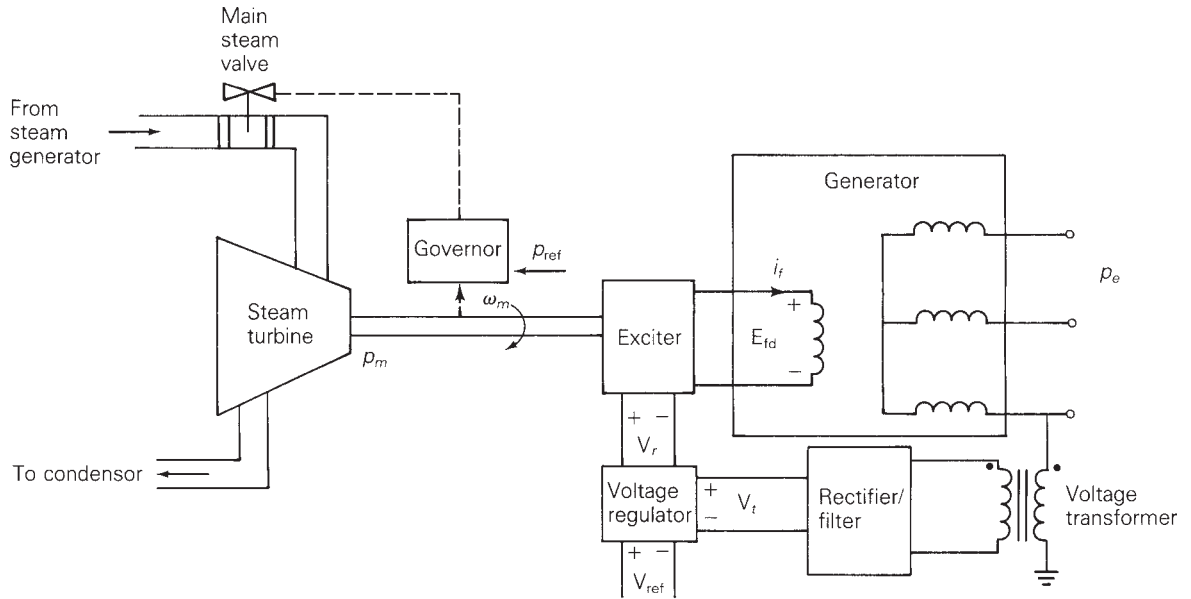 Main
steam
valve
From
steam
generator
Generator
Governor
p_ref
i_f
p_e
ω_m
+
Steam
turbine
Exciter
E_fd
p_m
−
+ −
V_r
To condensor
Voltage
regulator
+
V_t
−
Rectifier/
filter
Voltage
transformer
+ −
V_ref